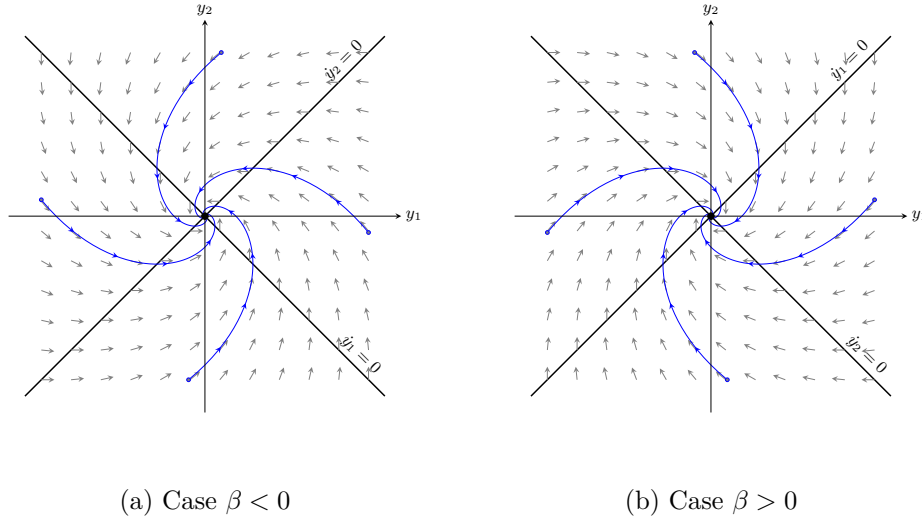 y₂
y₂
ẏ₂ = 0
ẏ₁ = 0
y₁
y
ẏ₁ = 0
ẏ₂ = 0
(a) Case β < 0
(b) Case β > 0